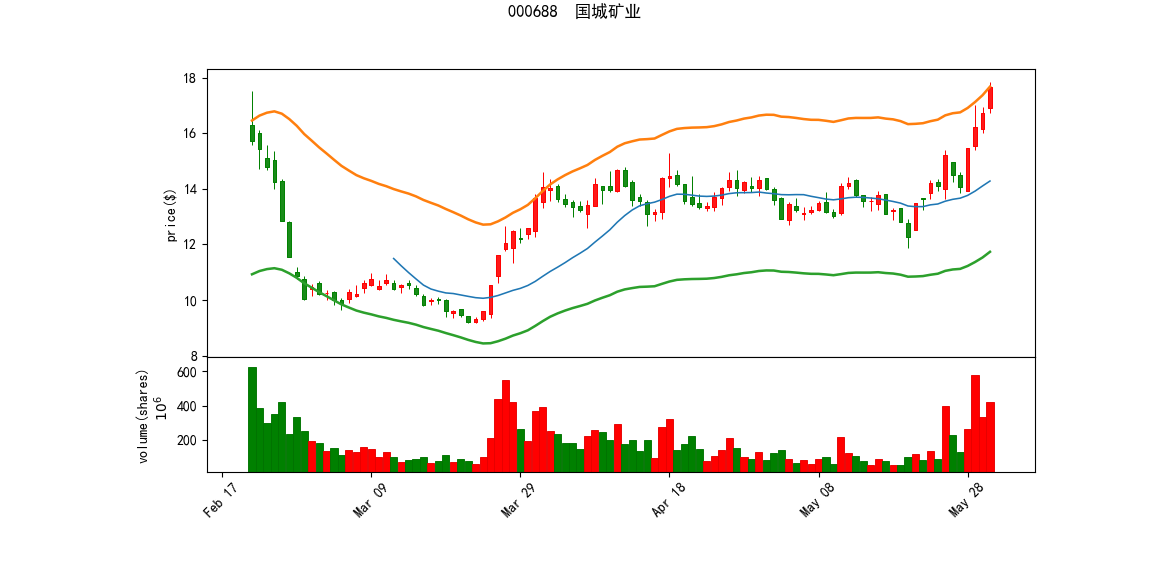 000688 国城矿业
18
16
14
12
10
8
price($)
600
400
200
volume(shares)
10^6
Feb 17
Mar 09
Mar 29
Apr 18
May 08
May 28